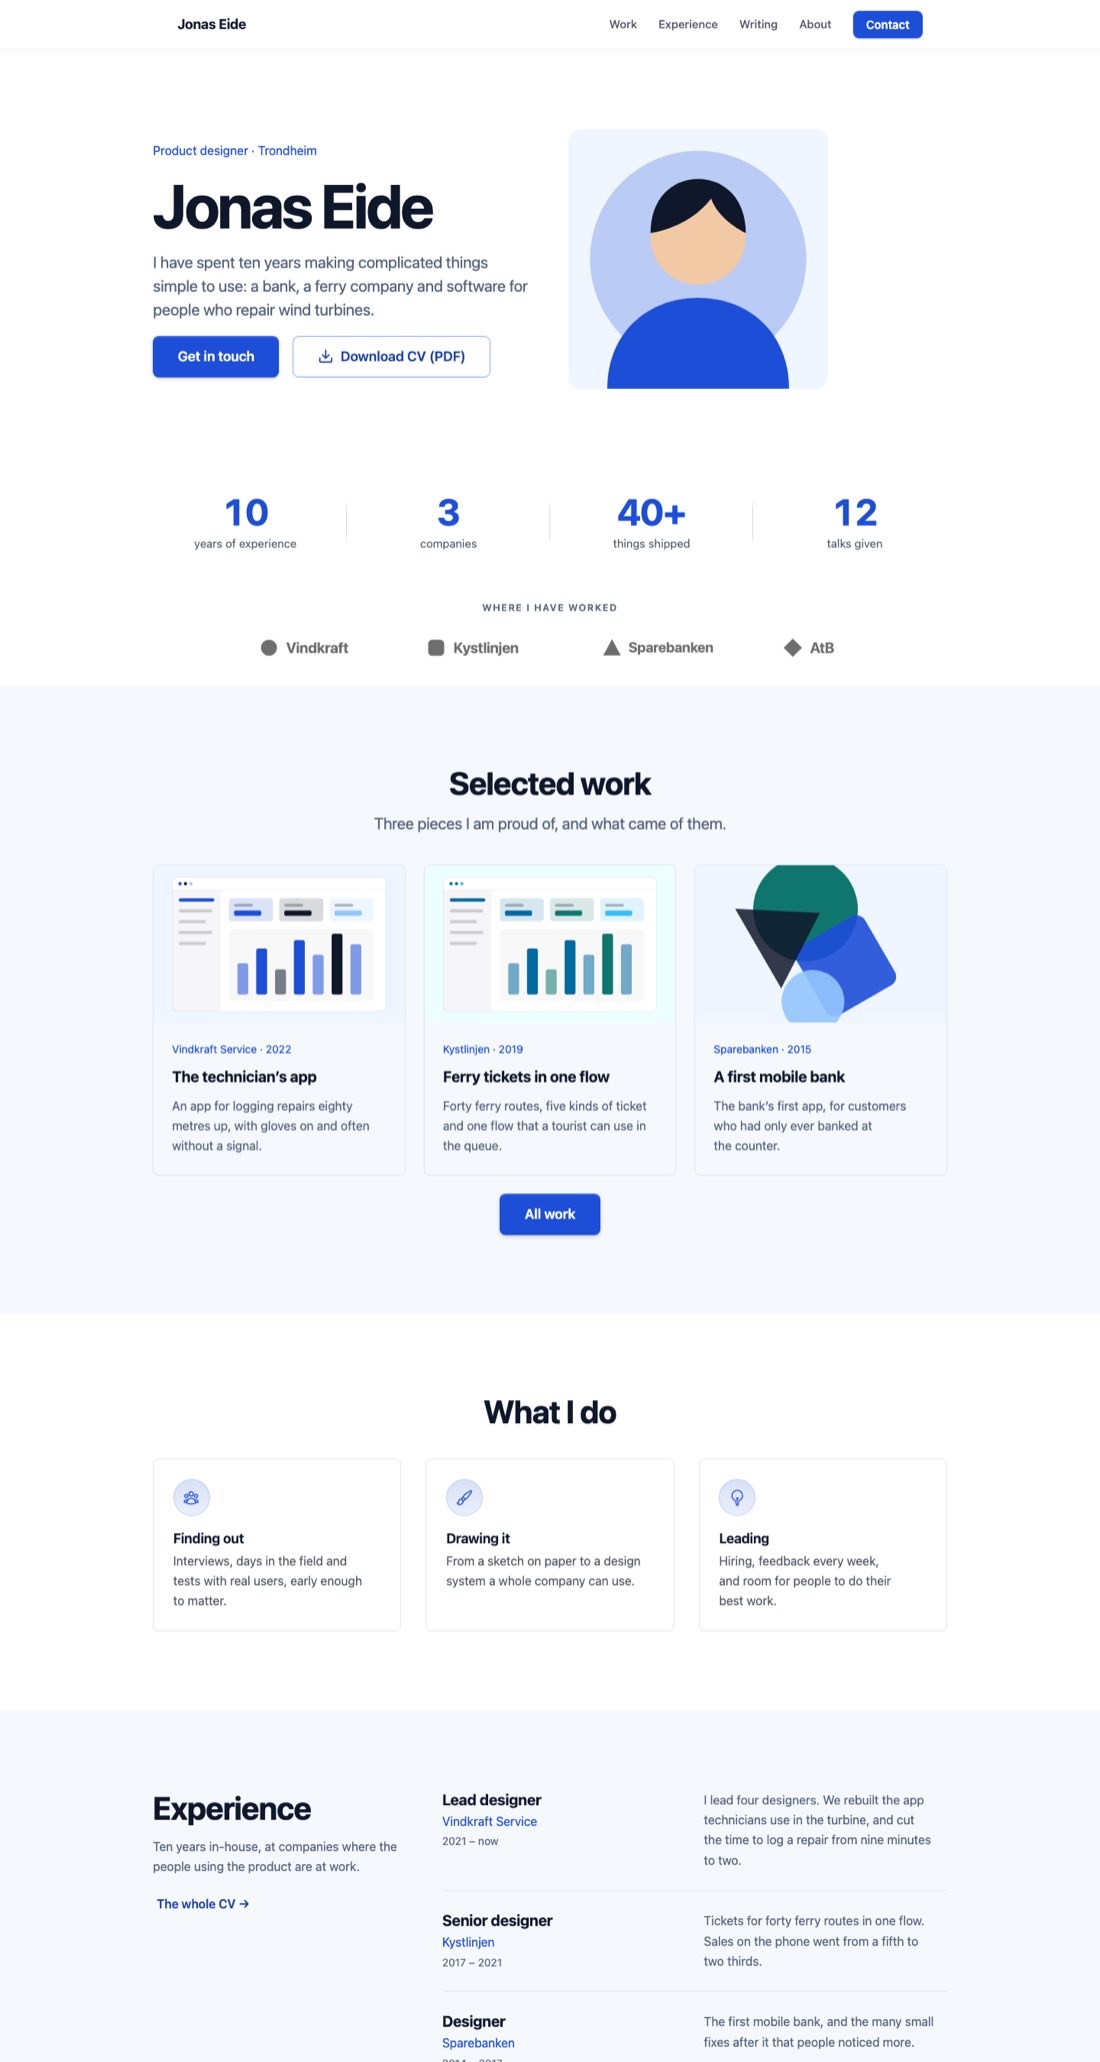 Jonas Eide
Work
Experience
Writing
About
Contact
Product designer · Trondheim
Jonas Eide
I have spent ten years making complicated things
simple to use: a bank, a ferry company and software for
people who repair wind turbines.
Get in touch
Download CV (PDF)
10
years of experience
3
companies
40+
things shipped
12
talks given
WHERE I HAVE WORKED
Vindkraft
Kystlinjen
Sparebanken
AtB
Selected work
Three pieces I am proud of, and what came of them.
Vindkraft Service · 2022
The technician’s app
An app for logging repairs eighty
metres up, with gloves on and often
without a signal.
Kystlinjen · 2019
Ferry tickets in one flow
Forty ferry routes, five kinds of ticket
and one flow that a tourist can use in
the queue.
Sparebanken · 2015
A first mobile bank
The bank’s first app, for customers
who had only ever banked at
the counter.
All work
What I do
Finding out
Interviews, days in the field and
tests with real users, early enough
to matter.
Drawing it
From a sketch on paper to a design
system a whole company can use.
Leading
Hiring, feedback every week,
and room for people to do their
best work.
Experience
Ten years in-house, at companies where the
people using the product are at work.
The whole CV →
Lead designer
Vindkraft Service
2021 – now
I lead four designers. We rebuilt the app
technicians use in the turbine, and cut
the time to log a repair from nine minutes
to two.
Senior designer
Kystlinjen
2017 – 2021
Tickets for forty ferry routes in one flow.
Sales on the phone went from a fifth to
two thirds.
Designer
Sparebanken
The first mobile bank, and the many small
fixes after it that people noticed more.